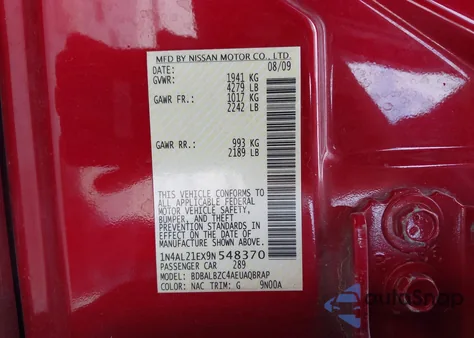 MFD BY NISSAN MOTOR CO., LTD.
DATE: 08/09
GVWR: 1941 KG
4279 LB
GAWR FR.: 1017 KG
2242 LB
GAWR RR.: 993 KG
2189 LB
THIS VEHICLE CONFORMS TO
ALL APPLICABLE FEDERAL
MOTOR VEHICLE SAFETY,
BUMPER, AND THEFT
PREVENTION STANDARDS IN
EFFECT ON THE DATE OF
MANUFACTURE SHOWN ABOVE.
1N4AL21EX9N548370
PASSENGER CAR 289
MODEL: BDBALBZC4AEUAQBRAP
COLOR: NAC TRIM: G 9N00A
autoSnap